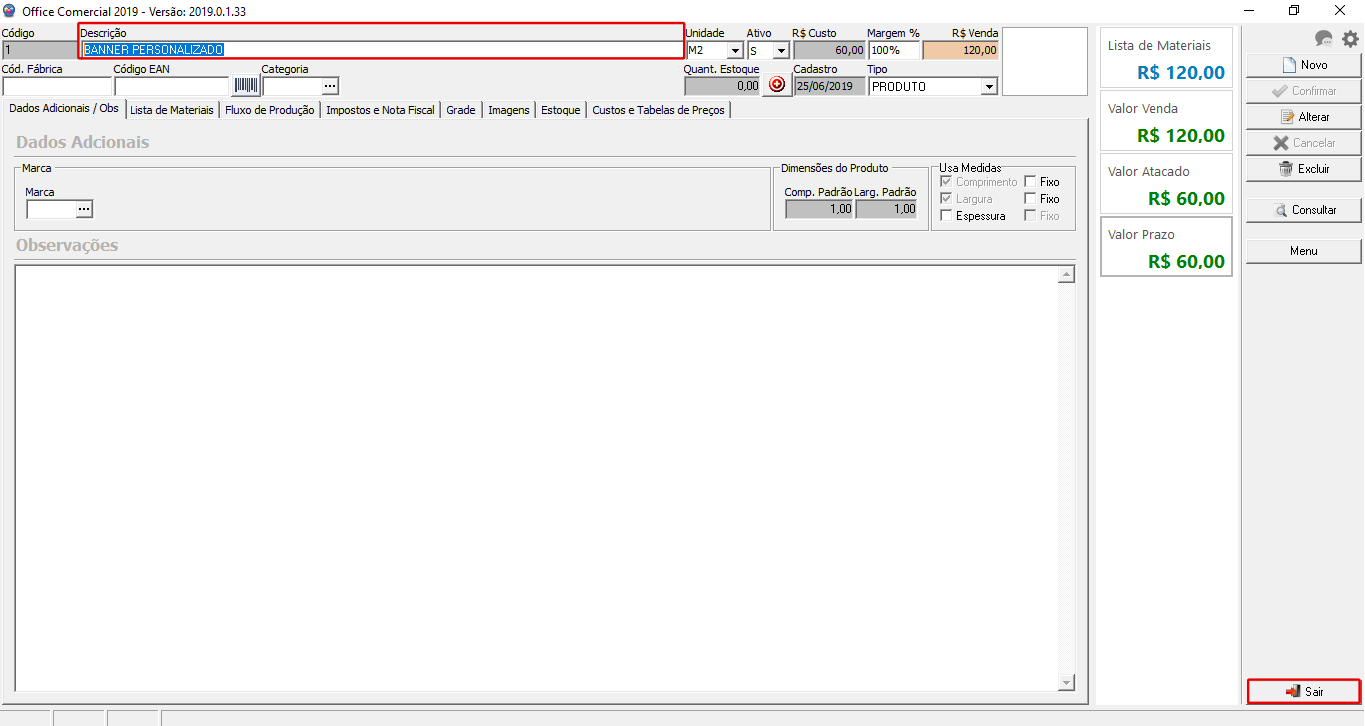 Office Comercial 2019 - Versão: 2019.0.1.33
Código Descrição Unidade Ativo R$ Custo Margem % R$ Venda
1 BANNER PERSONALIZADO M2 S 60,00 100% 120,00
Cód. Fábrica Código EAN Categoria Quant. Estoque Cadastro Tipo
0,00 25/06/2019 PRODUTO
Dados Adicionais / Obs Lista de Materiais Fluxo de Produção Impostos e Nota Fiscal Grade Imagens Estoque Custos e Tabelas de Preços
Dados Adcionais
Marca
Marca
Dimensões do Produto
Comp. Padrão Larg. Padrão
1,00 1,00
Usa Medidas
Comprimento Fixo
Largura Fixo
Espessura Fixo
Observações
Lista de Materiais
R$ 120,00
Valor Venda
R$ 120,00
Valor Atacado
R$ 60,00
Valor Prazo
R$ 60,00
Novo
Confirmar
Alterar
Cancelar
Excluir
Consultar
Menu
Sair